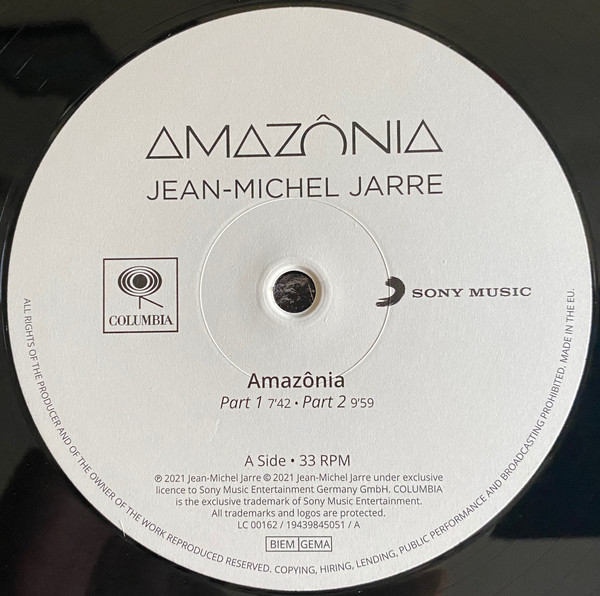 AMAZÔNIA
JEAN-MICHEL JARRE
COLUMBIA
SONY MUSIC
Amazônia
Part 1 7'42 • Part 2 9'59
A Side • 33 RPM
℗ 2021 Jean-Michel Jarre © 2021 Jean-Michel Jarre under exclusive
licence to Sony Music Entertainment Germany GmbH. COLUMBIA
is the exclusive trademark of Sony Music Entertainment.
All trademarks and logos are protected.
LC 00162 / 19439845051 / A
BIEM GEMA
ALL RIGHTS OF THE PRODUCER AND OF THE OWNER OF THE WORK REPRODUCED RESERVED. COPYING, HIRING, LENDING, PUBLIC PERFORMANCE AND BROADCASTING PROHIBITED. MADE IN THE EU.